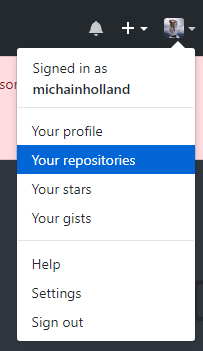 Signed in as
michainholland
Your profile
Your repositories
Your stars
Your gists
Help
Settings
Sign out